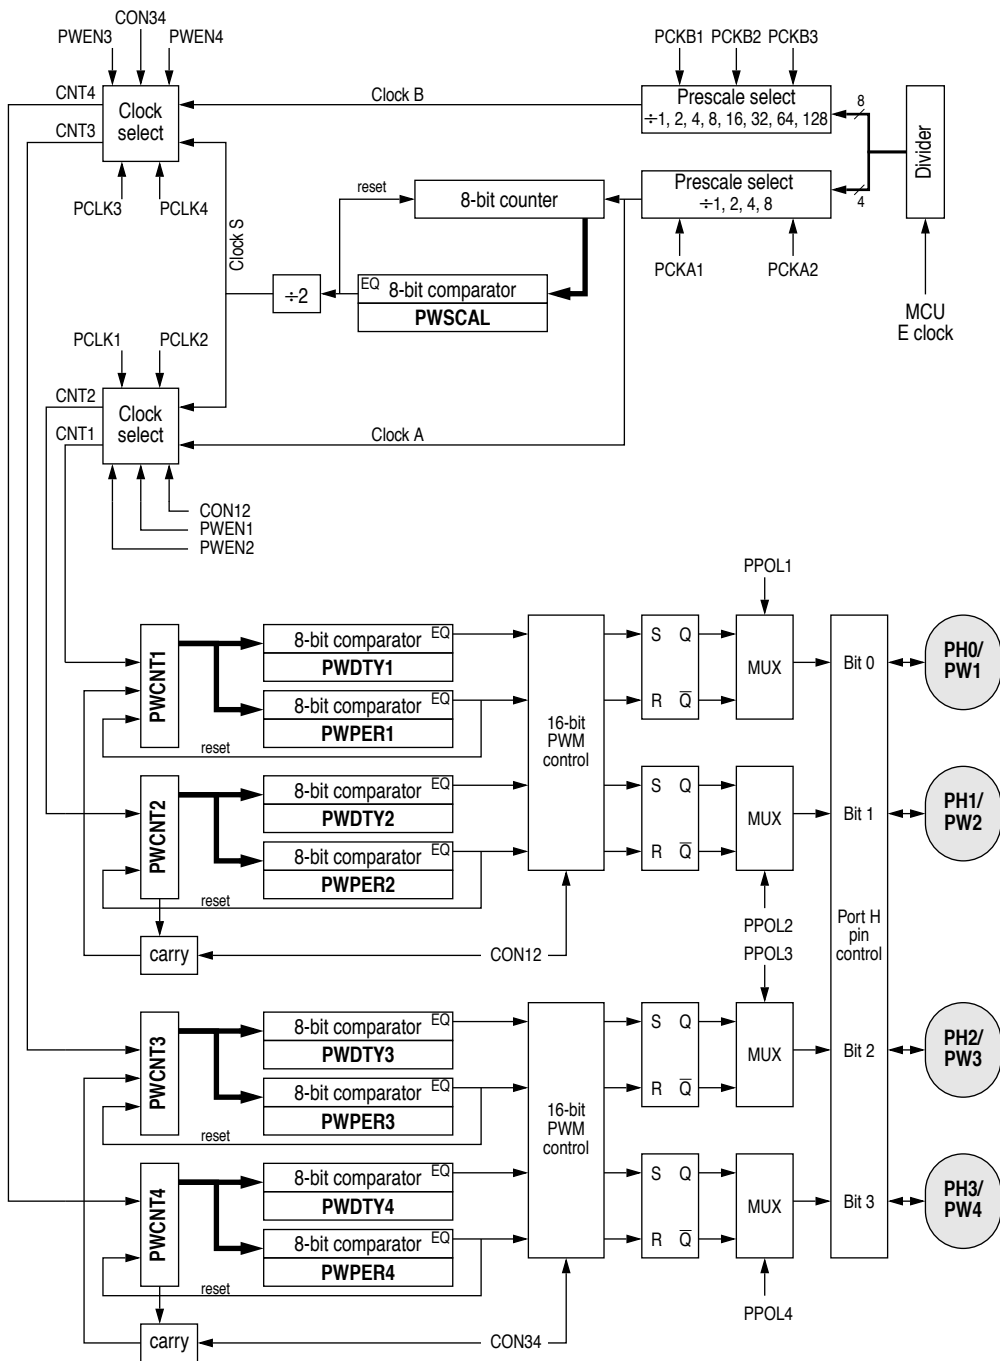 CON34
PWEN3 PWEN4
PCKB1 PCKB2 PCKB3
CNT4
Clock select
Clock B
Prescale select
÷1, 2, 4, 8, 16, 32, 64, 128
8
Divider
CNT3
PCLK3 PCLK4
reset
8-bit counter
Prescale select
÷1, 2, 4, 8
4
PCKA1 PCKA2
Clock S
÷2
EQ 8-bit comparator
PWSCAL
MCU
E clock
PCLK1 PCLK2
CNT2
Clock select
CNT1
Clock A
CON12
PWEN1
PWEN2
PPOL1
PWCNT1
8-bit comparator EQ
PWDTY1
8-bit comparator EQ
PWPER1
reset
16-bit
PWM
control
S Q
R Q̅
MUX
Bit 0
PH0/
PW1
PWCNT2
8-bit comparator EQ
PWDTY2
8-bit comparator EQ
PWPER2
reset
S Q
R Q̅
MUX
Bit 1
PH1/
PW2
carry
CON12
PPOL2
PPOL3
Port H
pin
control
PWCNT3
8-bit comparator EQ
PWDTY3
8-bit comparator EQ
PWPER3
reset
16-bit
PWM
control
S Q
R Q̅
MUX
Bit 2
PH2/
PW3
PWCNT4
8-bit comparator EQ
PWDTY4
8-bit comparator EQ
PWPER4
reset
S Q
R Q̅
MUX
Bit 3
PH3/
PW4
PPOL4
carry
CON34